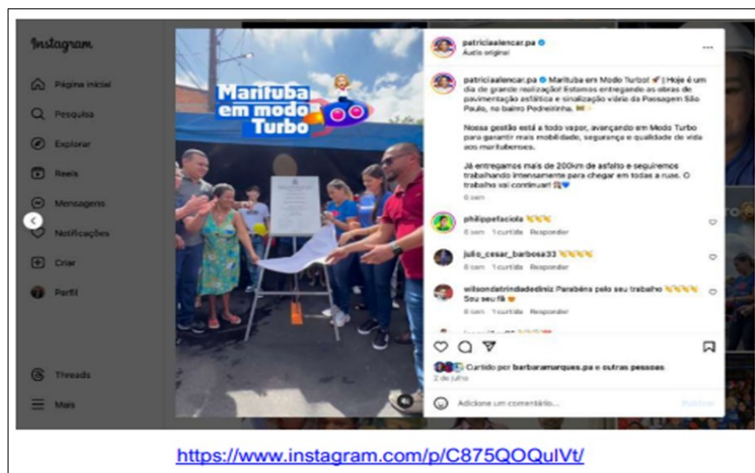 Instagram
Página inicial
Pesquisa
Explorar
Reels
Mensagens
Notificações
Criar
Perfil
Threads
Mais
Marituba
em modo
Turbo
patriciaalencar.pa
Áudio original
patriciaalencar.pa Marituba em Modo Turbo! 🚀 | Hoje é um
dia de grande realização! Estamos entregando as obras de
pavimentação asfáltica e sinalização viária da Passagem São
Paulo, no bairro Pedreirinha.
Nossa gestão está a todo vapor, avançando em Modo Turbo
para garantir mais mobilidade, segurança e qualidade de vida
aos meritubenses.
Já entregamos mais de 200km de asfalto e seguiremos
trabalhando intensamente para chegar em todas a ruas. O
trabalho vai continuar!
6 sem
philippefaciola 👏👏👏
6 sem 1 curtida Responder
julio_cesar_barbosa33 👏👏👏👏
6 sem 1 curtida Responder
wilsondatrindadediniz Parabéns pelo seu trabalho 👏👏👏👏
Sou seu fã 😍
6 sem 1 curtida Responder
Curtido por barbaramarques.pa e outras pessoas
2 de julho
Adicione um comentário...
Publicar
https://www.instagram.com/p/C875QOQulVt/